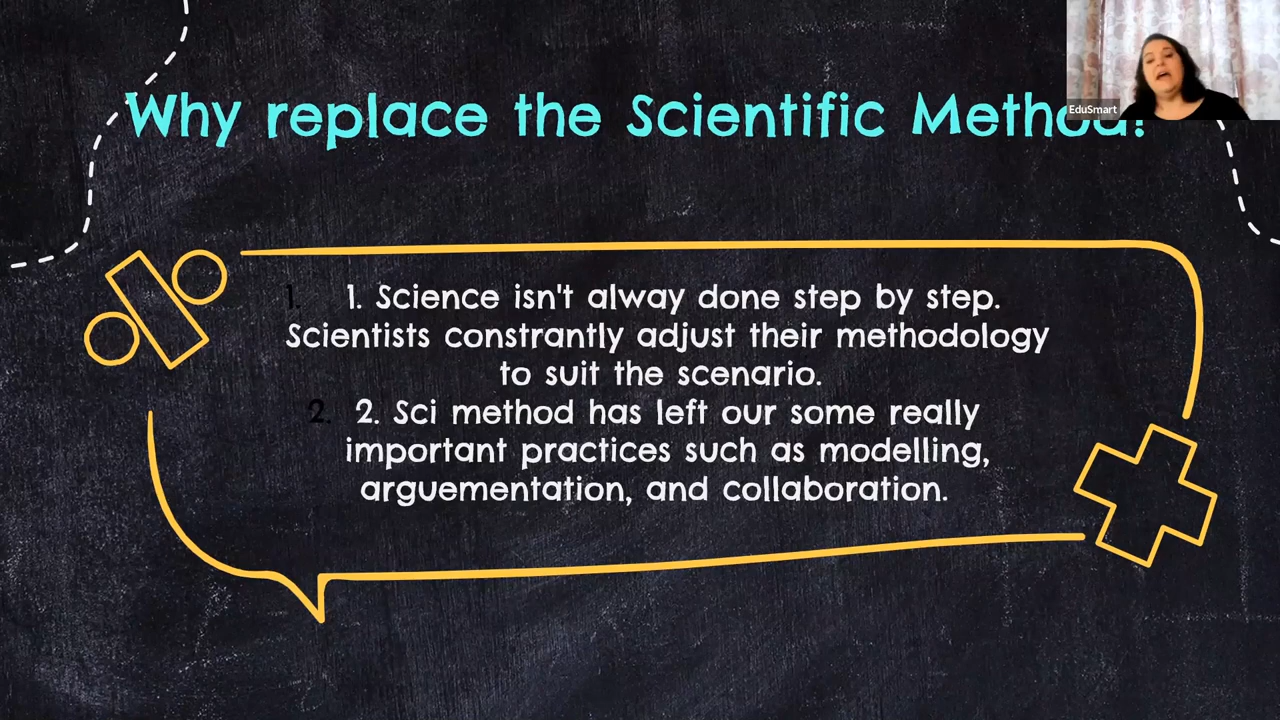 Why replace the Scientific Method?
EduSmart
1. 1. Science isn't alway done step by step.
Scientists constrantly adjust their methodology
to suit the scenario.
2. 2. Sci method has left our some really
important practices such as modelling,
arguementation, and collaboration.